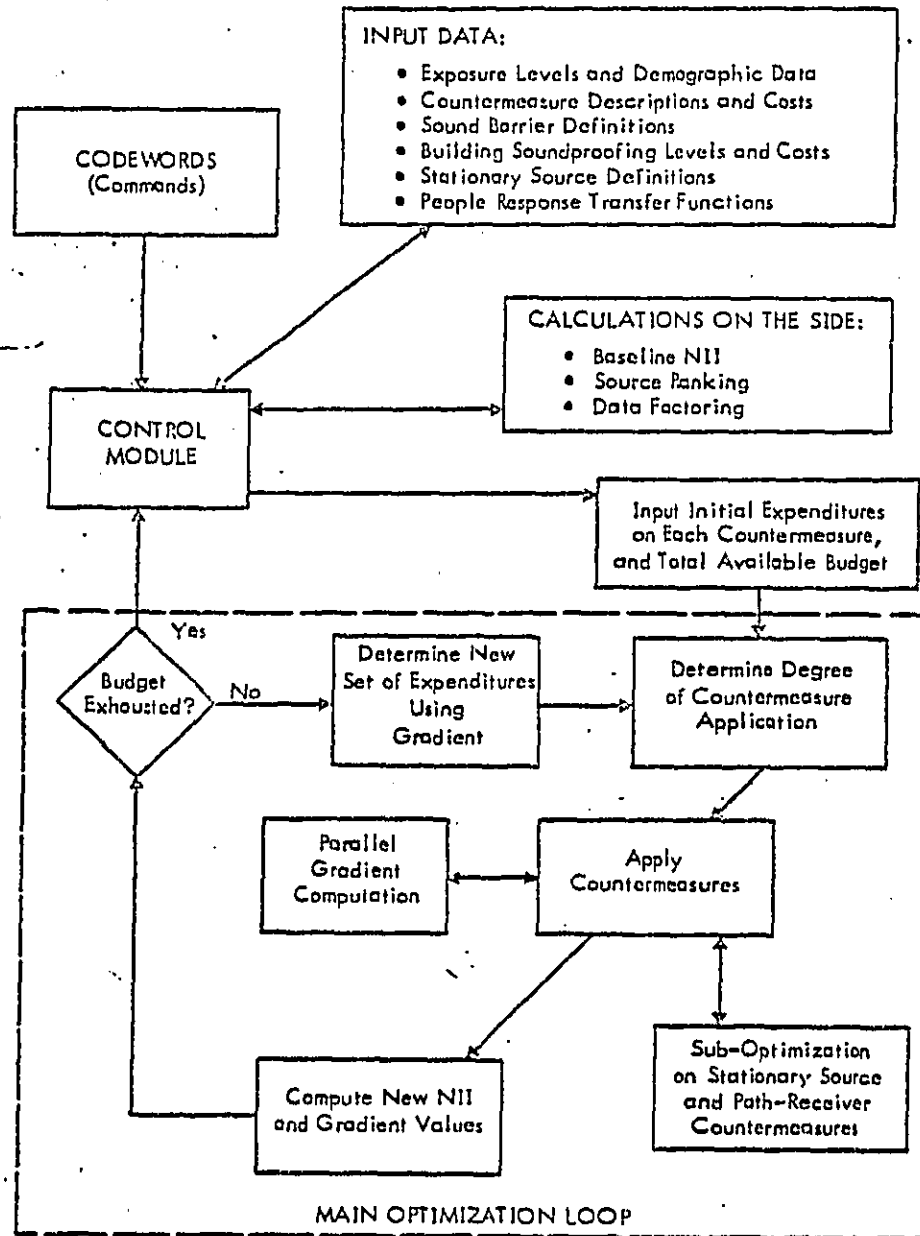 INPUT DATA:
• Exposure Levels and Demographic Data
• Countermeasure Descriptions and Costs
• Sound Barrier Definitions
• Building Soundproofing Levels and Costs
• Stationary Source Definitions
• People Response Transfer Functions
CODEWORDS
(Commands)
CALCULATIONS ON THE SIDE:
• Baseline NII
• Source Ranking
• Data Factoring
CONTROL
MODULE
Input Initial Expenditures
on Each Countermeasure,
and Total Available Budget
Yes
Budget
Exhausted?
No
Determine New
Set of Expenditures
Using
Gradient
Determine Degree
of Countermeasure
Application
Parallel
Gradient
Computation
Apply
Countermeasures
Compute New NII
and Gradient Values
Sub-Optimization
on Stationary Source
and Path-Receiver
Countermeasures
MAIN OPTIMIZATION LOOP